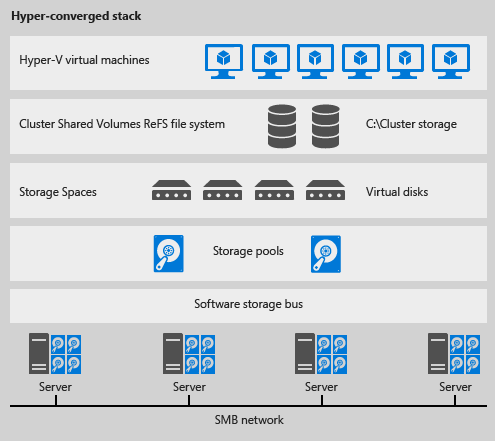 Hyper-converged stack
Hyper-V virtual machines
Cluster Shared Volumes ReFS file system
C:\Cluster storage
Storage Spaces
Virtual disks
Storage pools
Software storage bus
Server
Server
Server
Server
SMB network